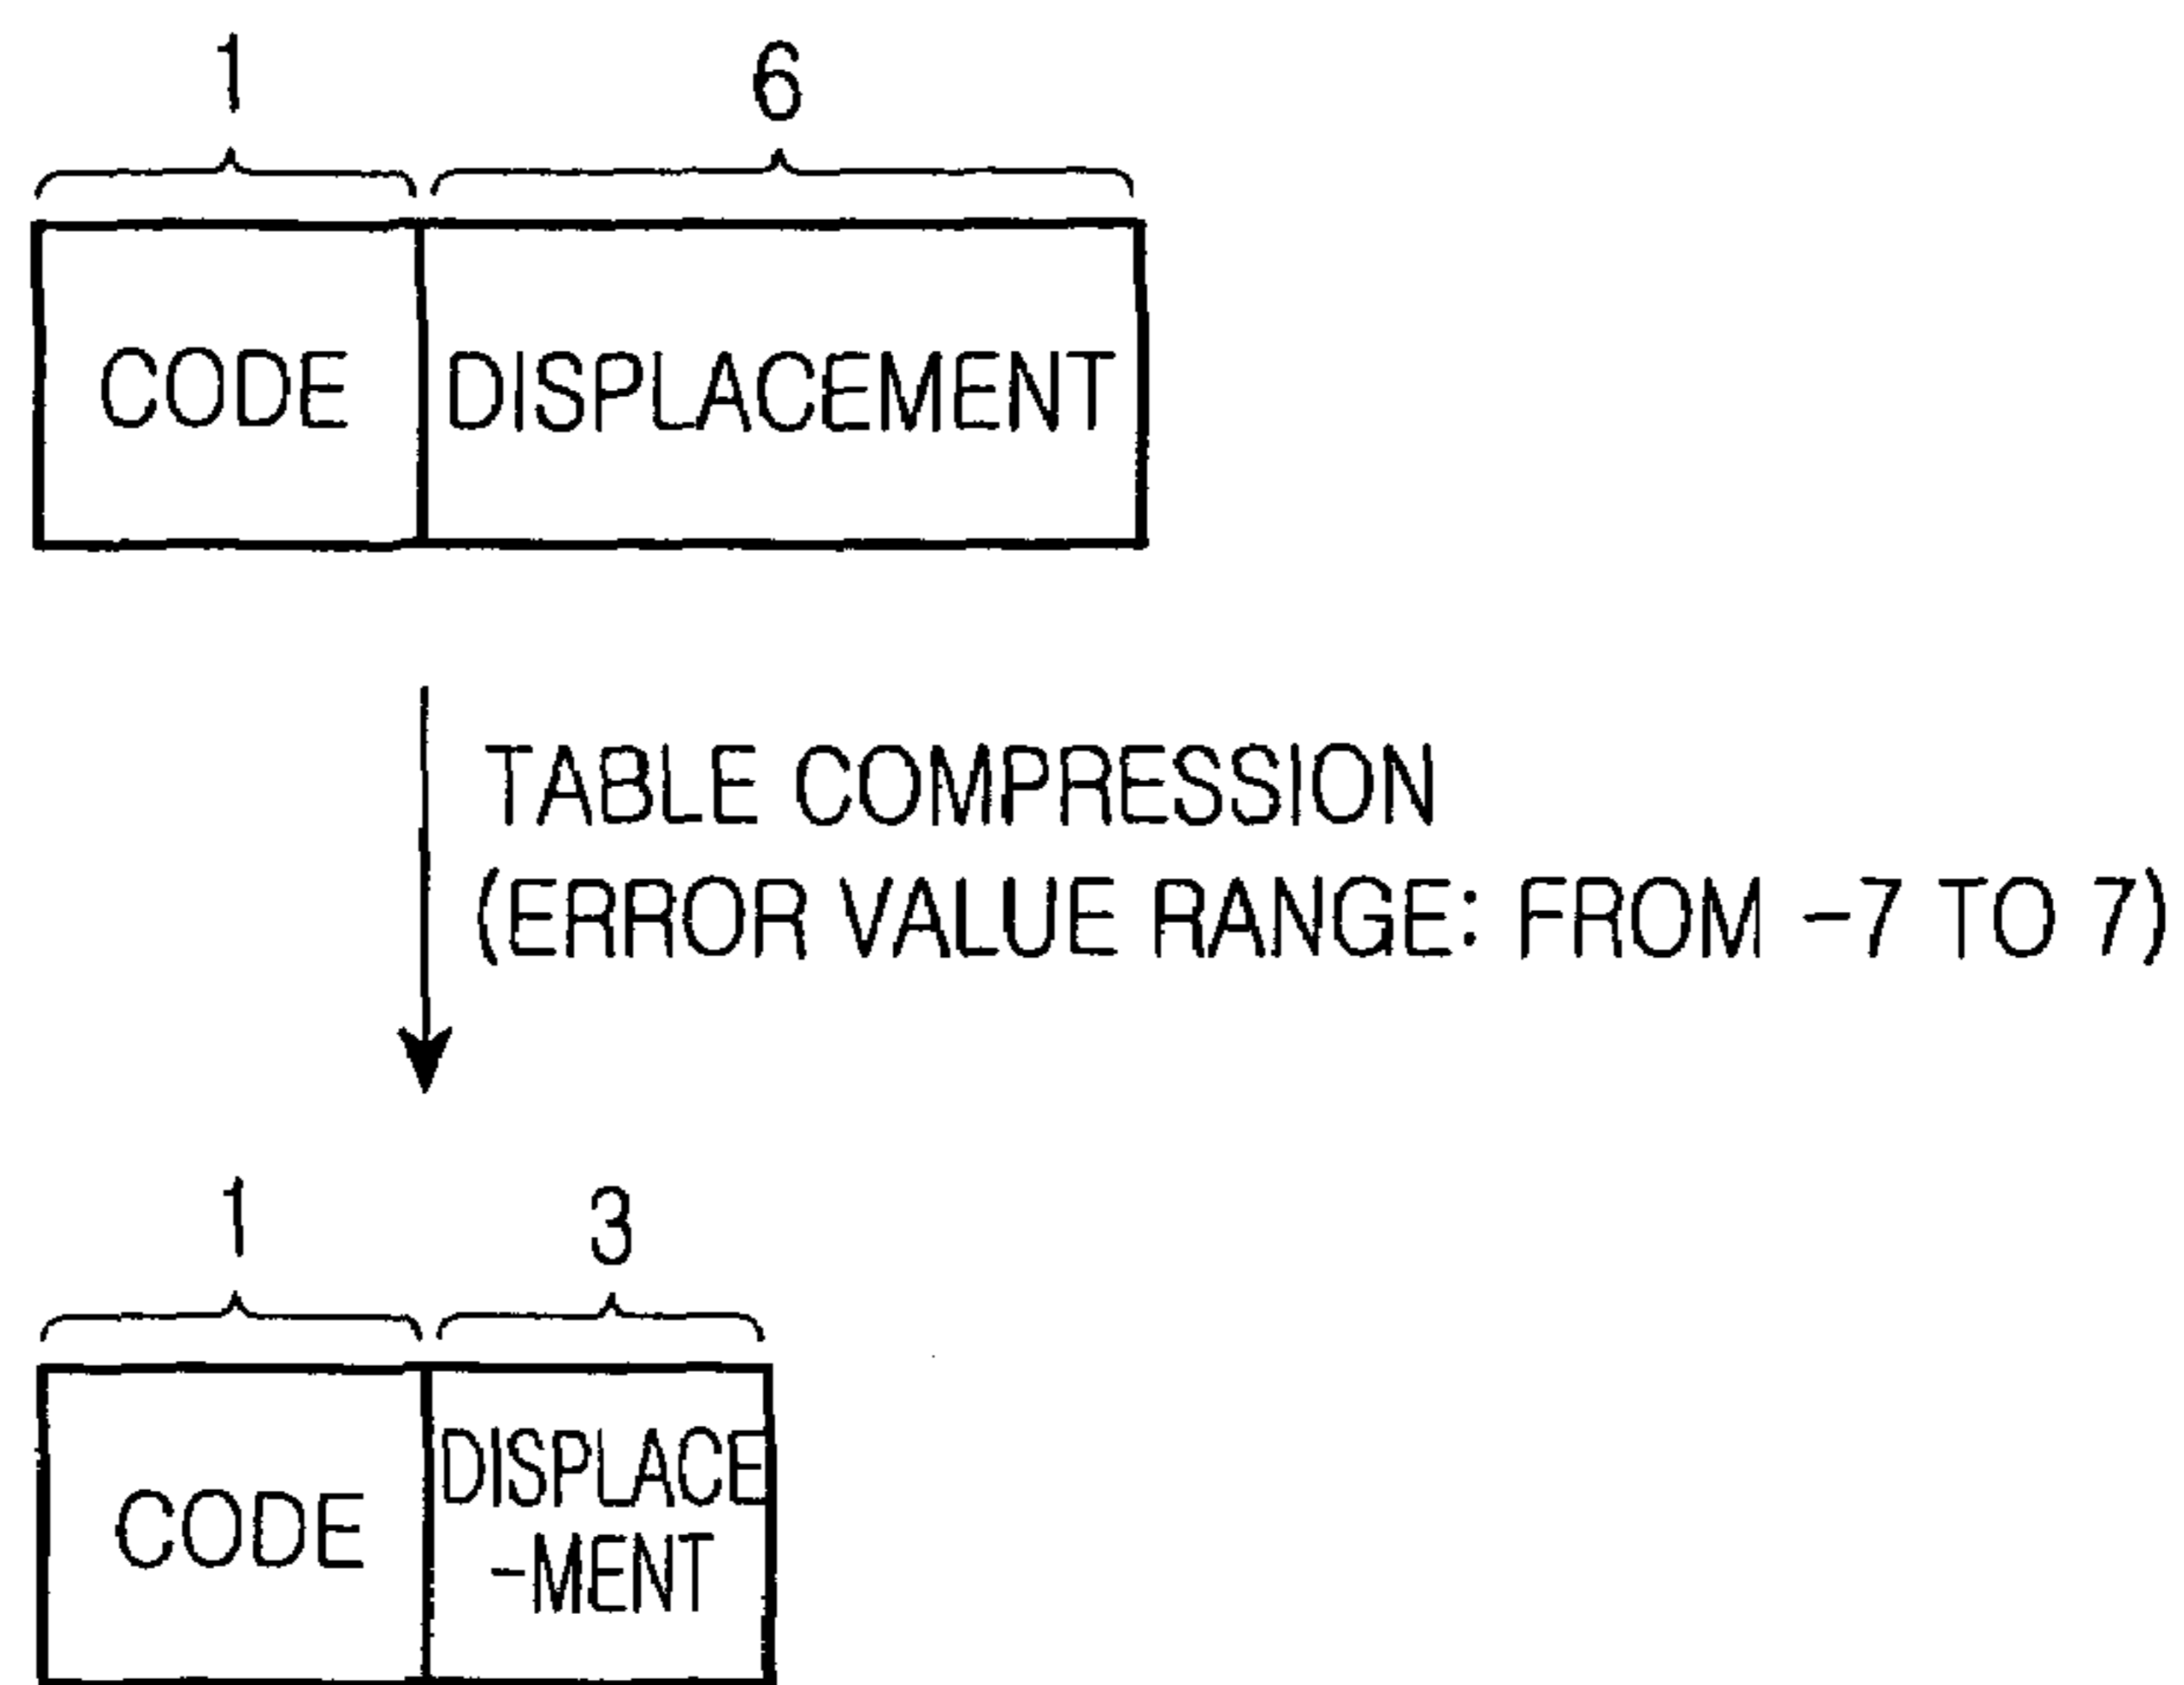 1 6
CODE DISPLACEMENT
TABLE COMPRESSION
(ERROR VALUE RANGE: FROM -7 TO 7)
1 3
CODE DISPLACE
-MENT